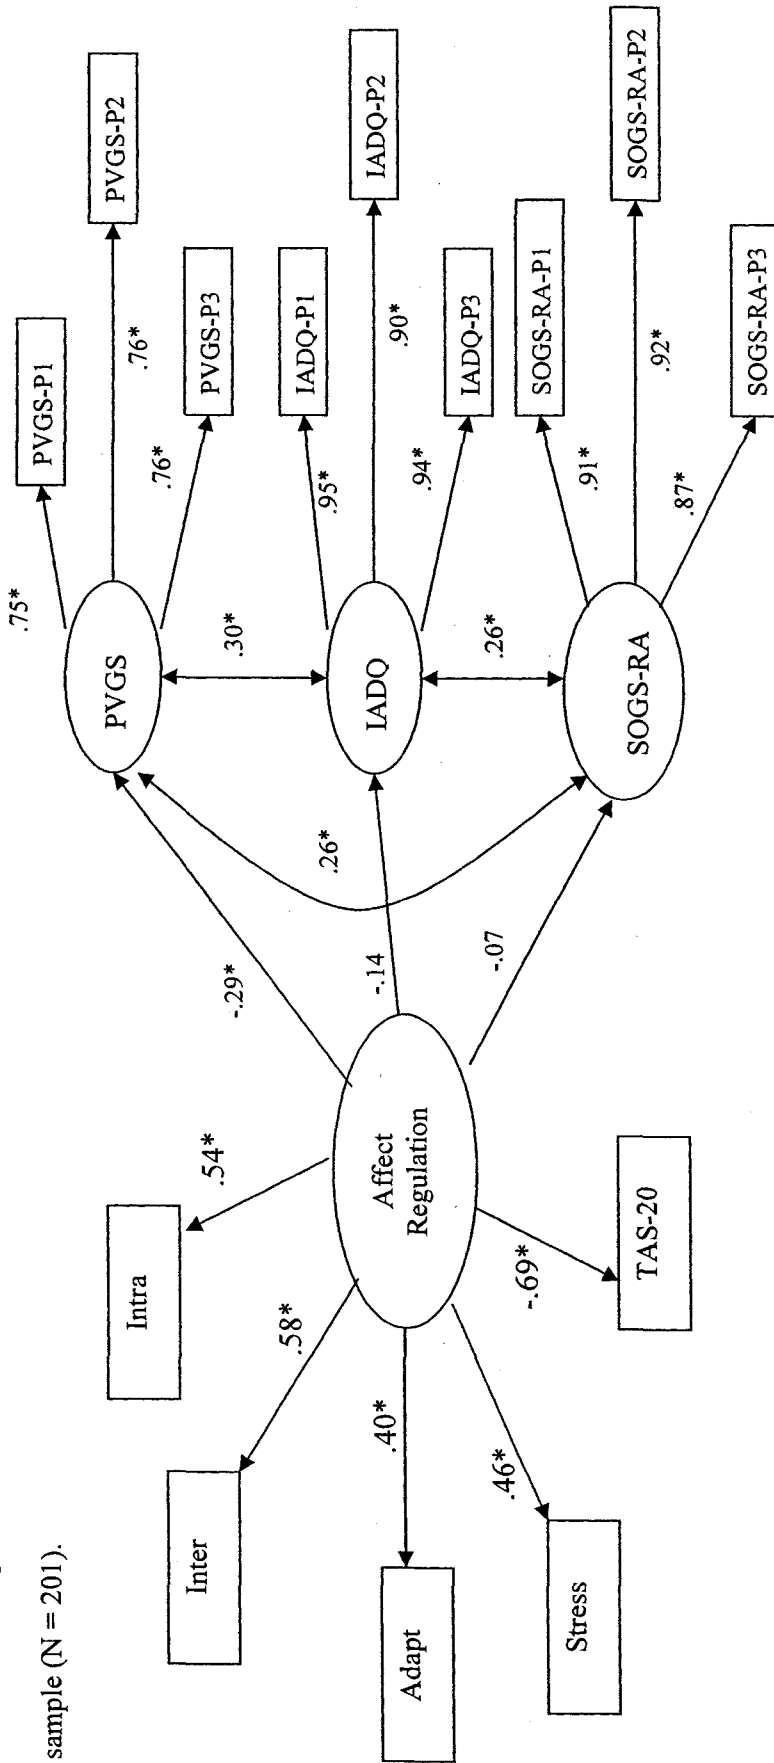 sample (N = 201).
Inter
Intra
Adapt
Stress
TAS-20
Affect
Regulation
.58*
.54*
.40*
.46*
-.69*
-.29*
-.14
-.07
.26*
PVGS
IADQ
SOGS-RA
.30*
.26*
.75*
.76*
.76*
.95*
.90*
.94*
.91*
.92*
.87*
PVGS-P1
PVGS-P2
PVGS-P3
IADQ-P1
IADQ-P2
IADQ-P3
SOGS-RA-P1
SOGS-RA-P2
SOGS-RA-P3